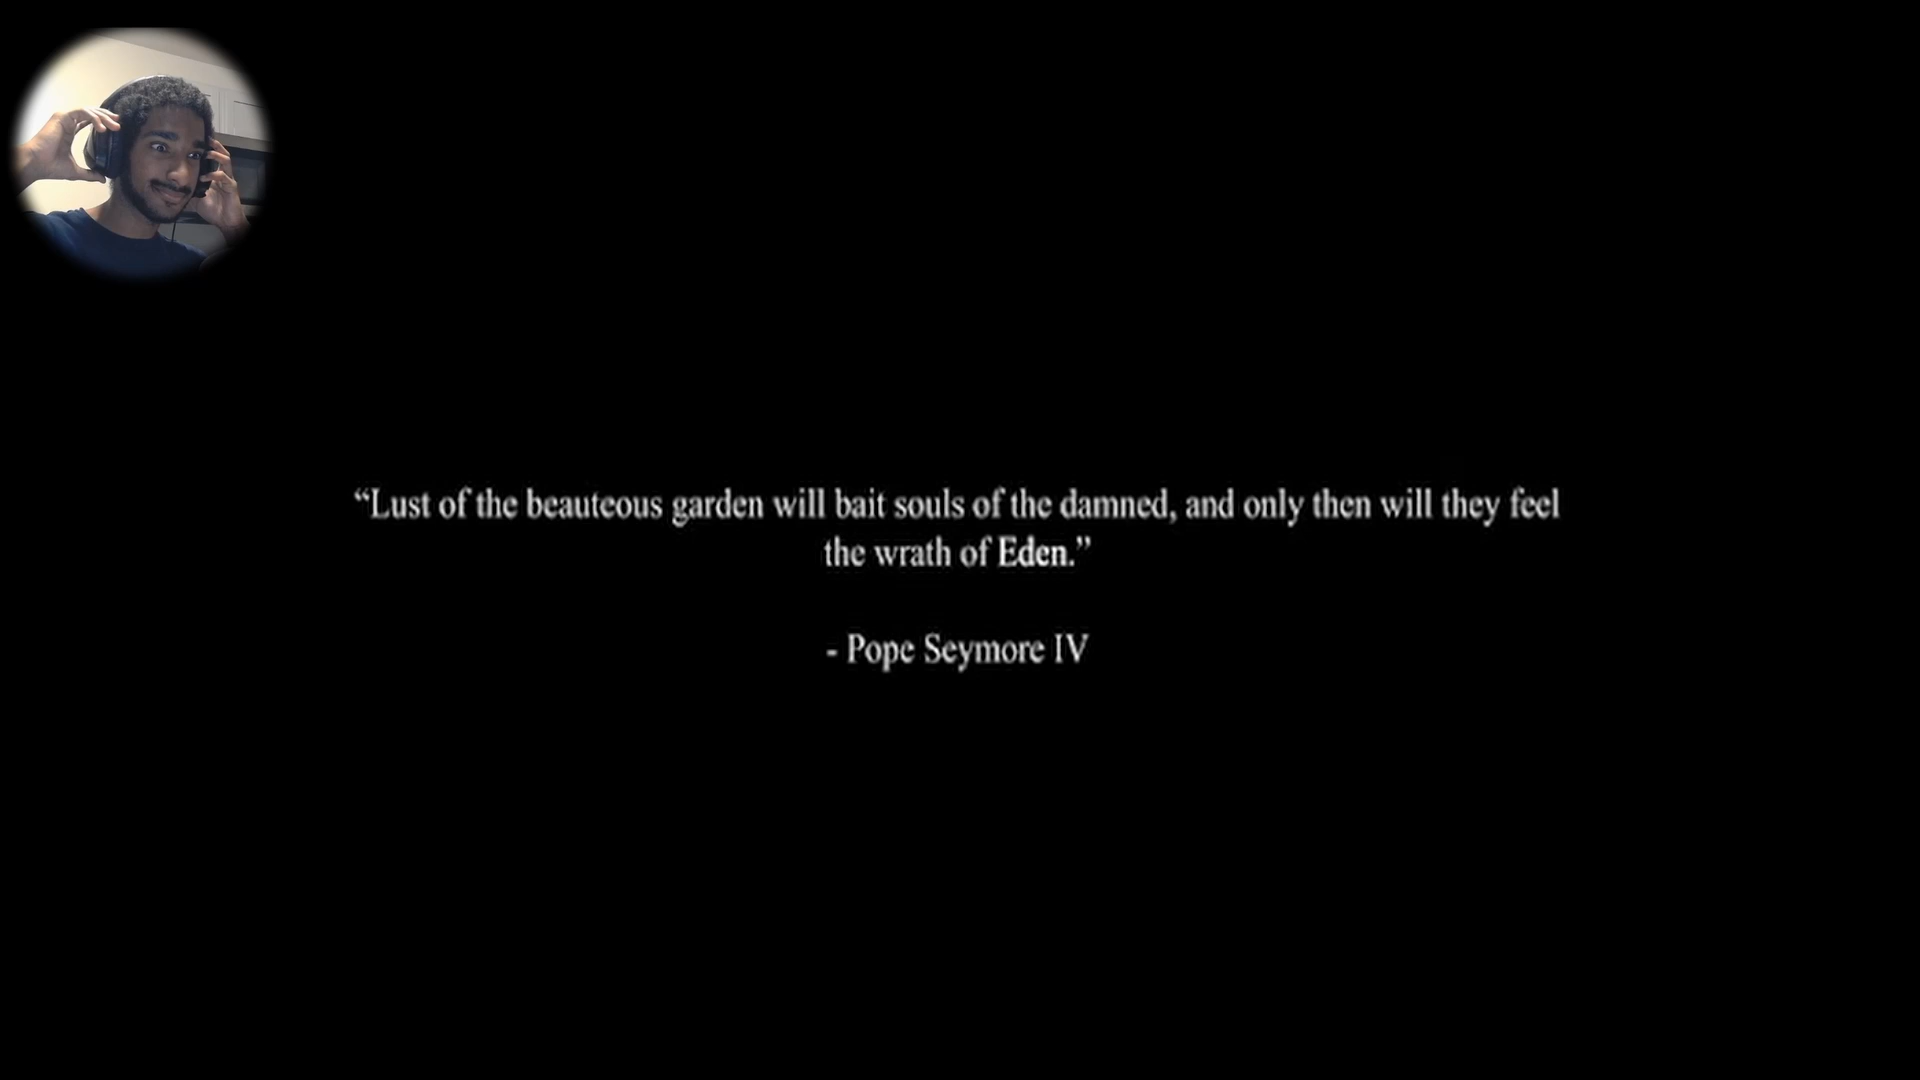 “Lust of the beauteous garden will bait souls of the damned, and only then will they feel
the wrath of Eden.”
- Pope Seymore IV